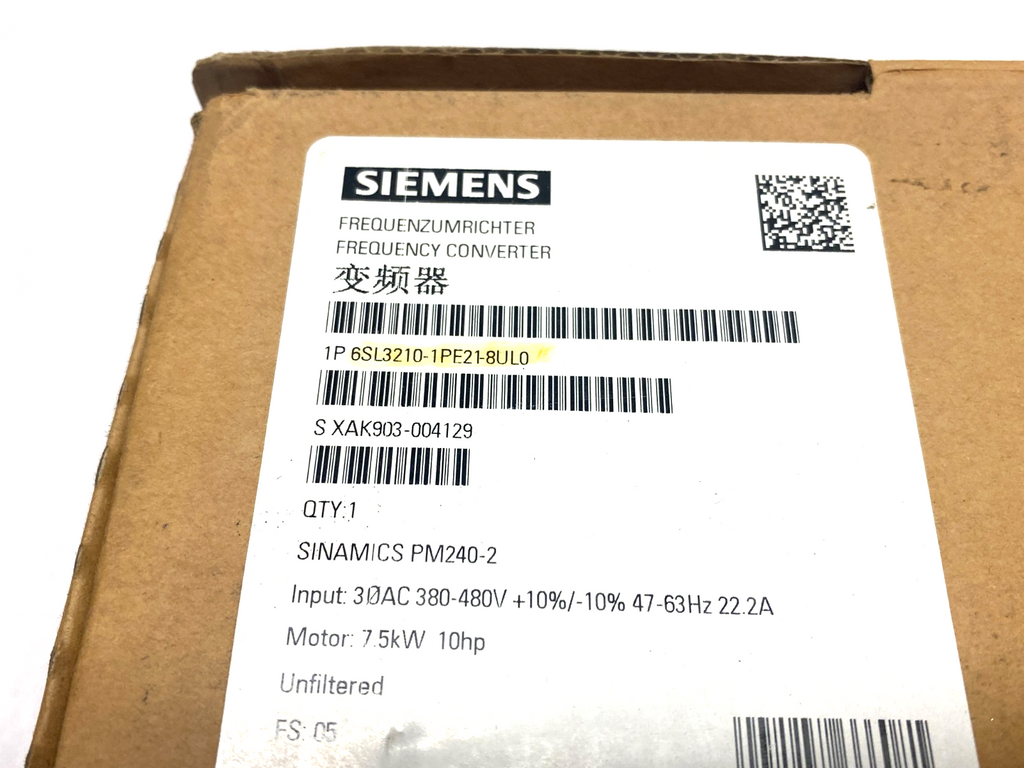 SIEMENS
FREQUENZUMRICHTER
FREQUENCY CONVERTER
变频器
1P 6SL3210-1PE21-8UL0
S XAK903-004129
QTY:1
SINAMICS PM240-2
Input: 3ØAC 380-480V +10%/-10% 47-63Hz 22.2A
Motor: 7.5kW 10hp
Unfiltered
FS: 05